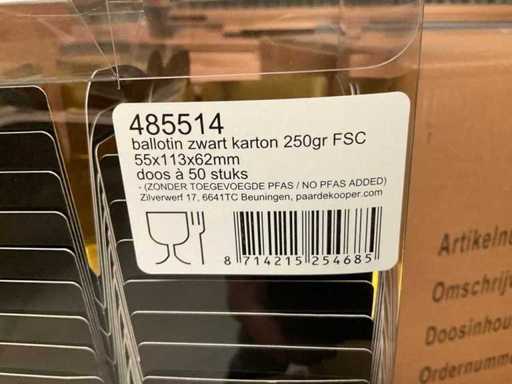 485514
ballotin zwart karton 250gr FSC
55x113x62mm
doos à 50 stuks
- (ZONDER TOEGEVOEGDE PFAS / NO PFAS ADDED)
Zilverwerf 17, 6641TC Beuningen, paardekooper.com
8 714215 254685
Artikelnu
Omschrij
Doosinhou
Ordernumme